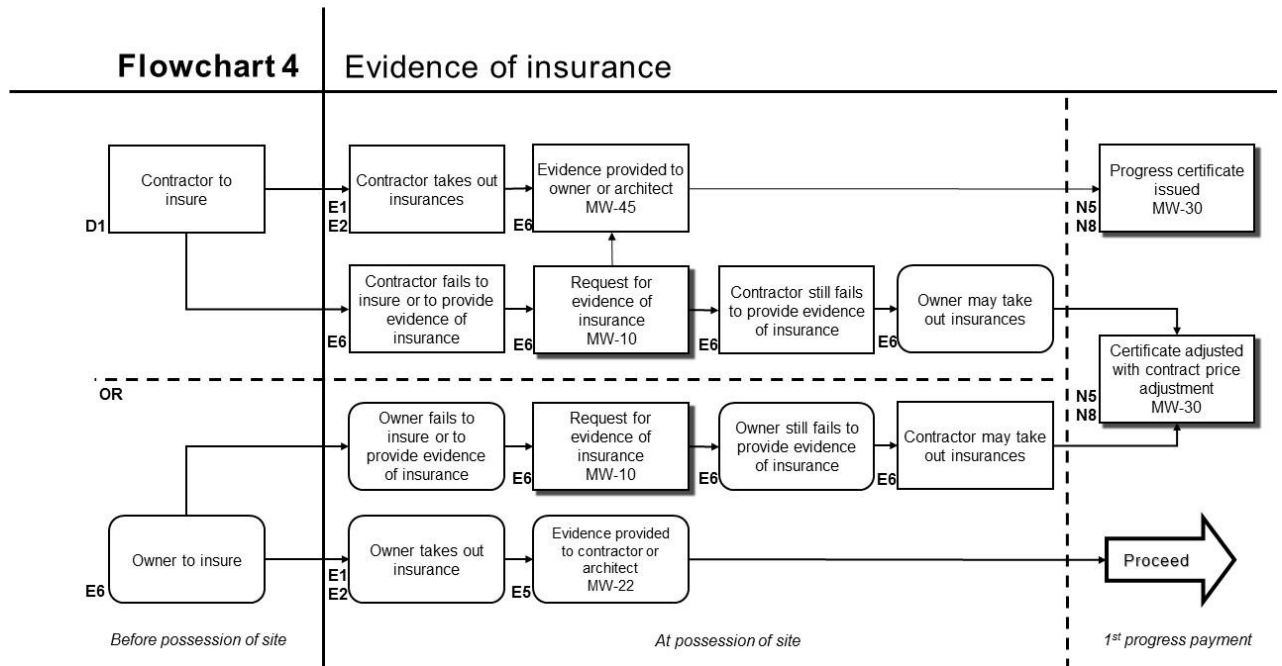 Flowchart 4
Evidence of insurance
Contractor to
insure
D1
Contractor takes out
insurances
E1
E2
Evidence provided to
owner or architect
MW-45
E6
Progress certificate
issued
MW-30
N5
N8
Contractor fails to
insure or to provide
evidence of
insurance
E6
Request for
evidence of
insurance
MW-10
E6
Contractor still fails
to provide evidence
of insurance
E6
Owner may take
out insurances
E6
Certificate adjusted
with contract price
adjustment
MW-30
N5
N8
OR
Owner fails to
insure or to
provide evidence
of insurance
Request for
evidence of
insurance
MW-10
E6
Owner still fails to
provide evidence
of insurance
E6
Contractor may take
out insurances
E6
Owner to insure
E6
Owner takes out
insurance
E1
E2
Evidence provided
to contractor or
architect
MW-22
E5
Proceed
Before possession of site
At possession of site
1st progress payment